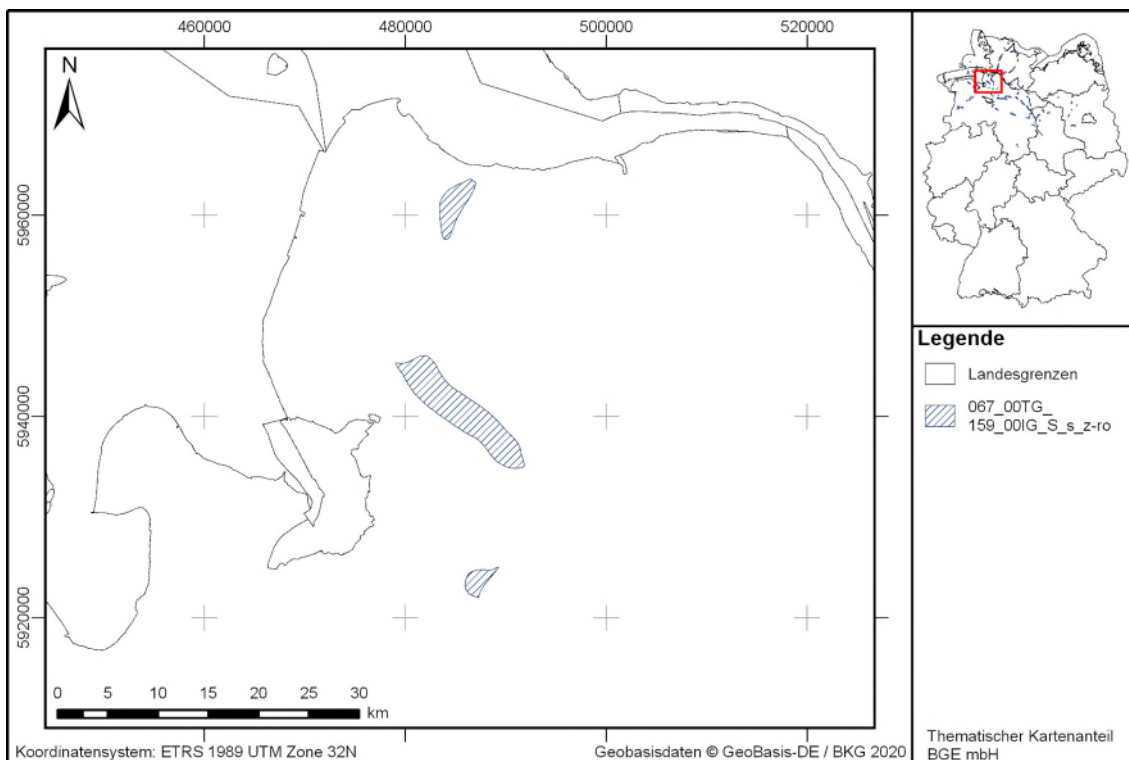 460000 480000 500000 520000
N
5960000
5940000
5920000
0 5 10 15 20 25 30
km
Koordinatensystem: ETRS 1989 UTM Zone 32N
Geobasisdaten © GeoBasis-DE / BKG 2020
Legende
Landesgrenzen
067_00TG_
159_00IG_S_s_z-ro
Thematischer Kartenanteil
BGE mbH